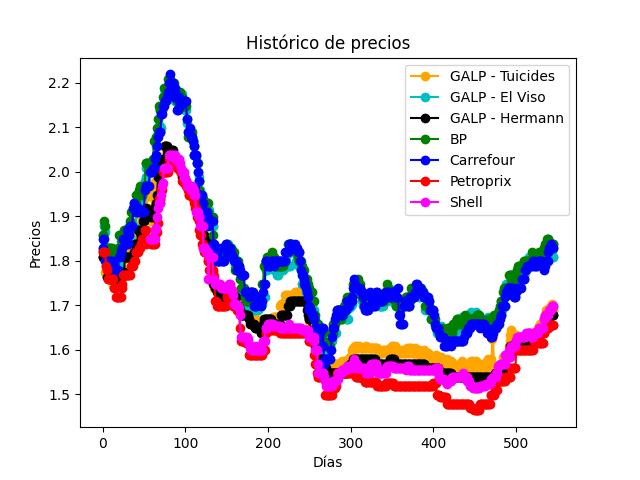 Histórico de precios
GALP - Tuicides
GALP - El Viso
GALP - Hermann
BP
Carrefour
Petroprix
Shell
Precios
2.2
2.1
2.0
1.9
1.8
1.7
1.6
1.5
0 100 200 300 400 500
Días